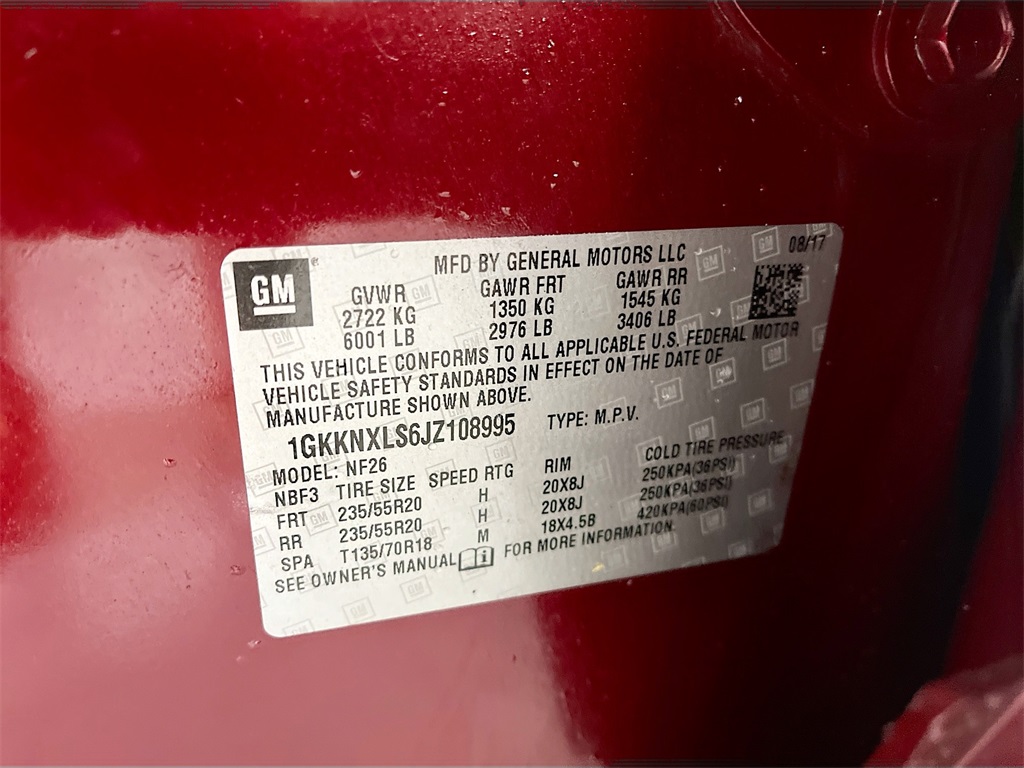 GM
MFD BY GENERAL MOTORS LLC 08/17
GVWR GAWR FRT GAWR RR
2722 KG 1350 KG 1545 KG
6001 LB 2976 LB 3406 LB
THIS VEHICLE CONFORMS TO ALL APPLICABLE U.S. FEDERAL MOTOR
VEHICLE SAFETY STANDARDS IN EFFECT ON THE DATE OF
MANUFACTURE SHOWN ABOVE.
1GKKNXLS6JZ108995 TYPE: M.P.V.
MODEL: NF26
NBF3 TIRE SIZE SPEED RTG RIM COLD TIRE PRESSURE
FRT 235/55R20 H 20X8J 250KPA(36PSI)
RR 235/55R20 H 20X8J 250KPA(36PSI)
SPA T135/70R18 M 18X4.5B 420KPA(60PSI)
SEE OWNER'S MANUAL FOR MORE INFORMATION.